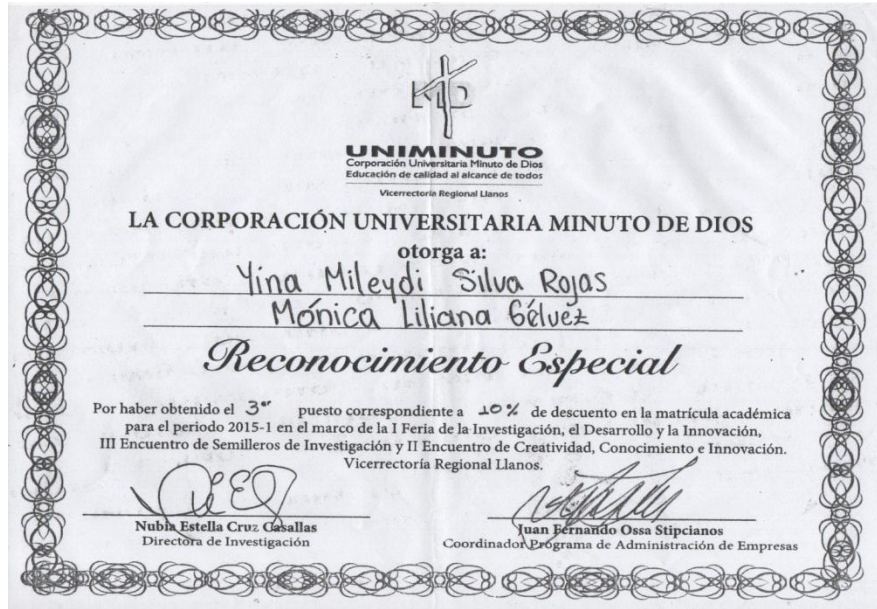 MD
UNIMINUTO
Corporación Universitaria Minuto de Dios
Educación de calidad al alcance de todos
Vicerrectoría Regional Llanos
LA CORPORACIÓN UNIVERSITARIA MINUTO DE DIOS
otorga a:
Yina Mileydi Silva Rojas
Mónica Liliana Gélvez
Reconocimiento Especial
Por haber obtenido el 3er puesto correspondiente a 10% de descuento en la matrícula académica
para el periodo 2015-1 en el marco de la I Feria de la Investigación, el Desarrollo y la Innovación,
III Encuentro de Semilleros de Investigación y II Encuentro de Creatividad, Conocimiento e Innovación.
Vicerrectoría Regional Llanos.
Nubia Estella Cruz Casallas
Directora de Investigación
Juan Fernando Ossa Stipcianos
Coordinador Programa de Administración de Empresas